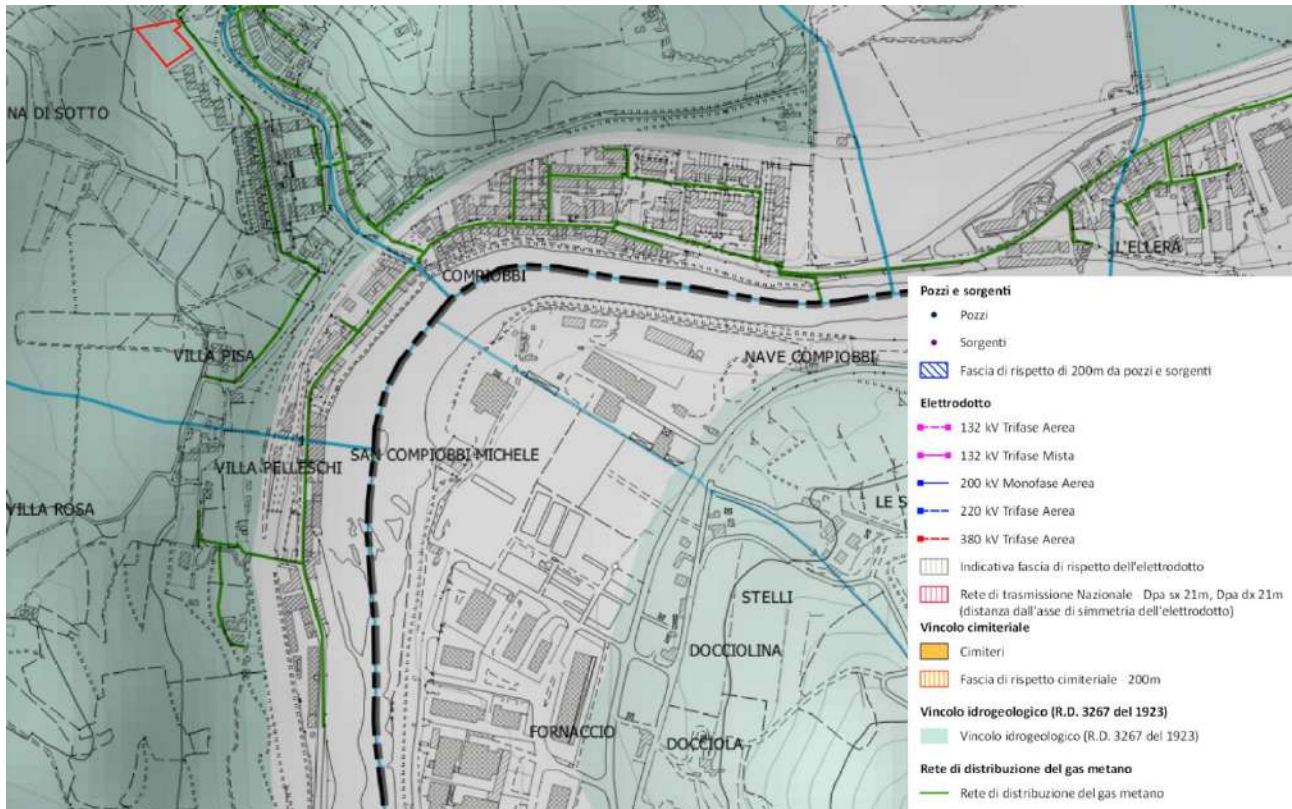 NA DI SOTTO
L'ELLERA
COMPIOBBI
VILLA PISA
NAVE COMPIOBBI
SAN COMPIOBBI MICHELE
VILLA PELLESCHI
VILLA ROSA
LE S
STELLI
DOCCIOLINA
FORNACCIO
DOCCIOLA
Pozzi e sorgenti
Pozzi
Sorgenti
Fascia di rispetto di 200m da pozzi e sorgenti
Elettrodotto
132 kV Trifase Aerea
132 kV Trifase Mista
200 kV Monofase Aerea
220 kV Trifase Aerea
380 kV Trifase Aerea
Indicativa fascia di rispetto dell'elettrodotto
Rete di trasmissione Nazionale - Dpa sx 21m, Dpa dx 21m
(distanza dall'asse di simmetria dell'elettrodotto)
Vincolo cimiteriale
Cimiteri
Fascia di rispetto cimiteriale - 200m
Vincolo idrogeologico (R.D. 3267 del 1923)
Vincolo idrogeologico (R.D. 3267 del 1923)
Rete di distribuzione del gas metano
Rete di distribuzione del gas metano